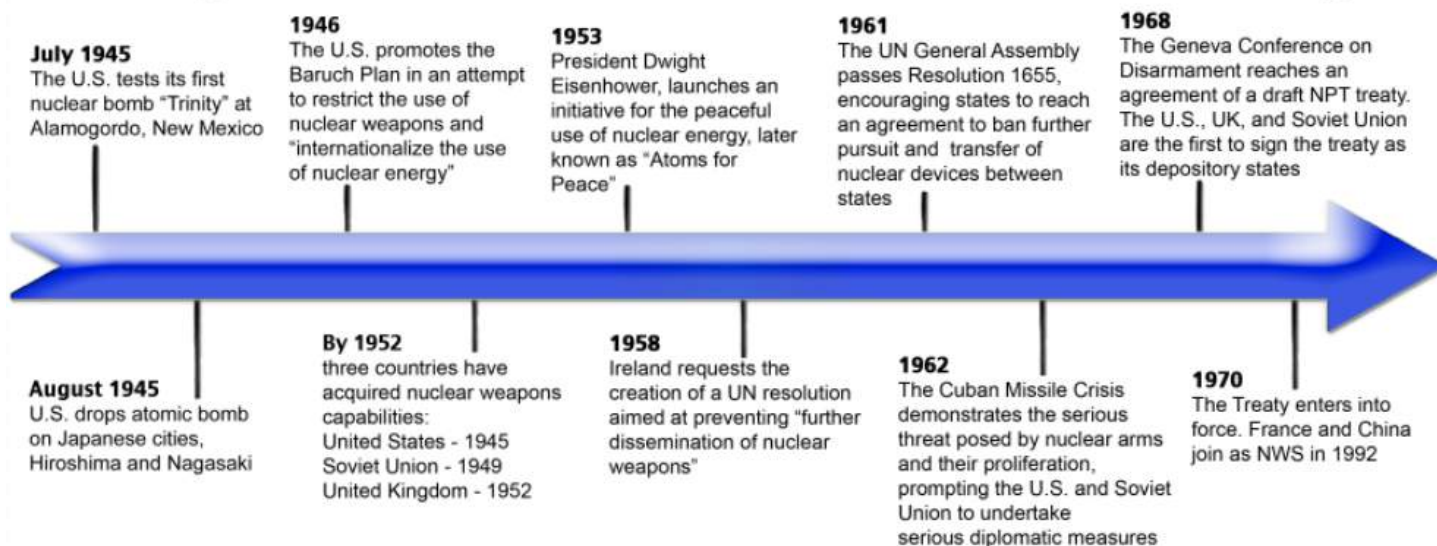 July 1945
The U.S. tests its first
nuclear bomb “Trinity” at
Alamogordo, New Mexico
August 1945
U.S. drops atomic bomb
on Japanese cities,
Hiroshima and Nagasaki
1946
The U.S. promotes the
Baruch Plan in an attempt
to restrict the use of
nuclear weapons and
“internationalize the use
of nuclear energy”
By 1952
three countries have
acquired nuclear weapons
capabilities:
United States - 1945
Soviet Union - 1949
United Kingdom - 1952
1953
President Dwight
Eisenhower, launches an
initiative for the peaceful
use of nuclear energy, later
known as “Atoms for
Peace”
1958
Ireland requests the
creation of a UN resolution
aimed at preventing “further
dissemination of nuclear
weapons”
1961
The UN General Assembly
passes Resolution 1655,
encouraging states to reach
an agreement to ban further
pursuit and transfer of
nuclear devices between
states
1962
The Cuban Missile Crisis
demonstrates the serious
threat posed by nuclear arms
and their proliferation,
prompting the U.S. and Soviet
Union to undertake
serious diplomatic measures
1968
The Geneva Conference on
Disarmament reaches an
agreement of a draft NPT treaty.
The U.S., UK, and Soviet Union
are the first to sign the treaty as
its depository states
1970
The Treaty enters into
force. France and China
join as NWS in 1992